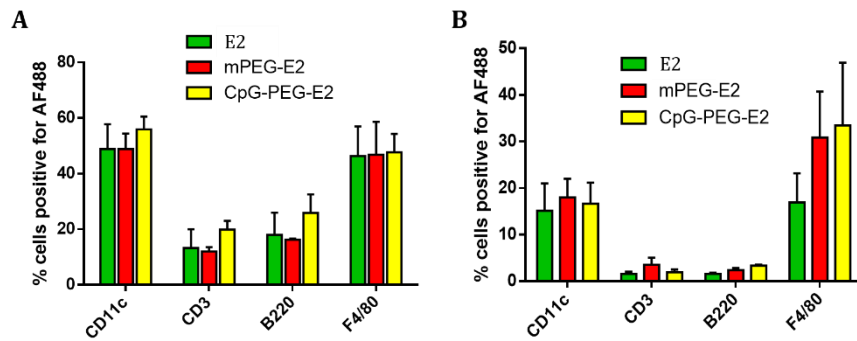 A
E2
mPEG-E2
CpG-PEG-E2
% cells positive for AF488
80
60
40
20
0
CD11c
CD3
B220
F4/80
B
E2
mPEG-E2
CpG-PEG-E2
% cells positive for AF488
50
40
30
20
10
0
CD11c
CD3
B220
F4/80